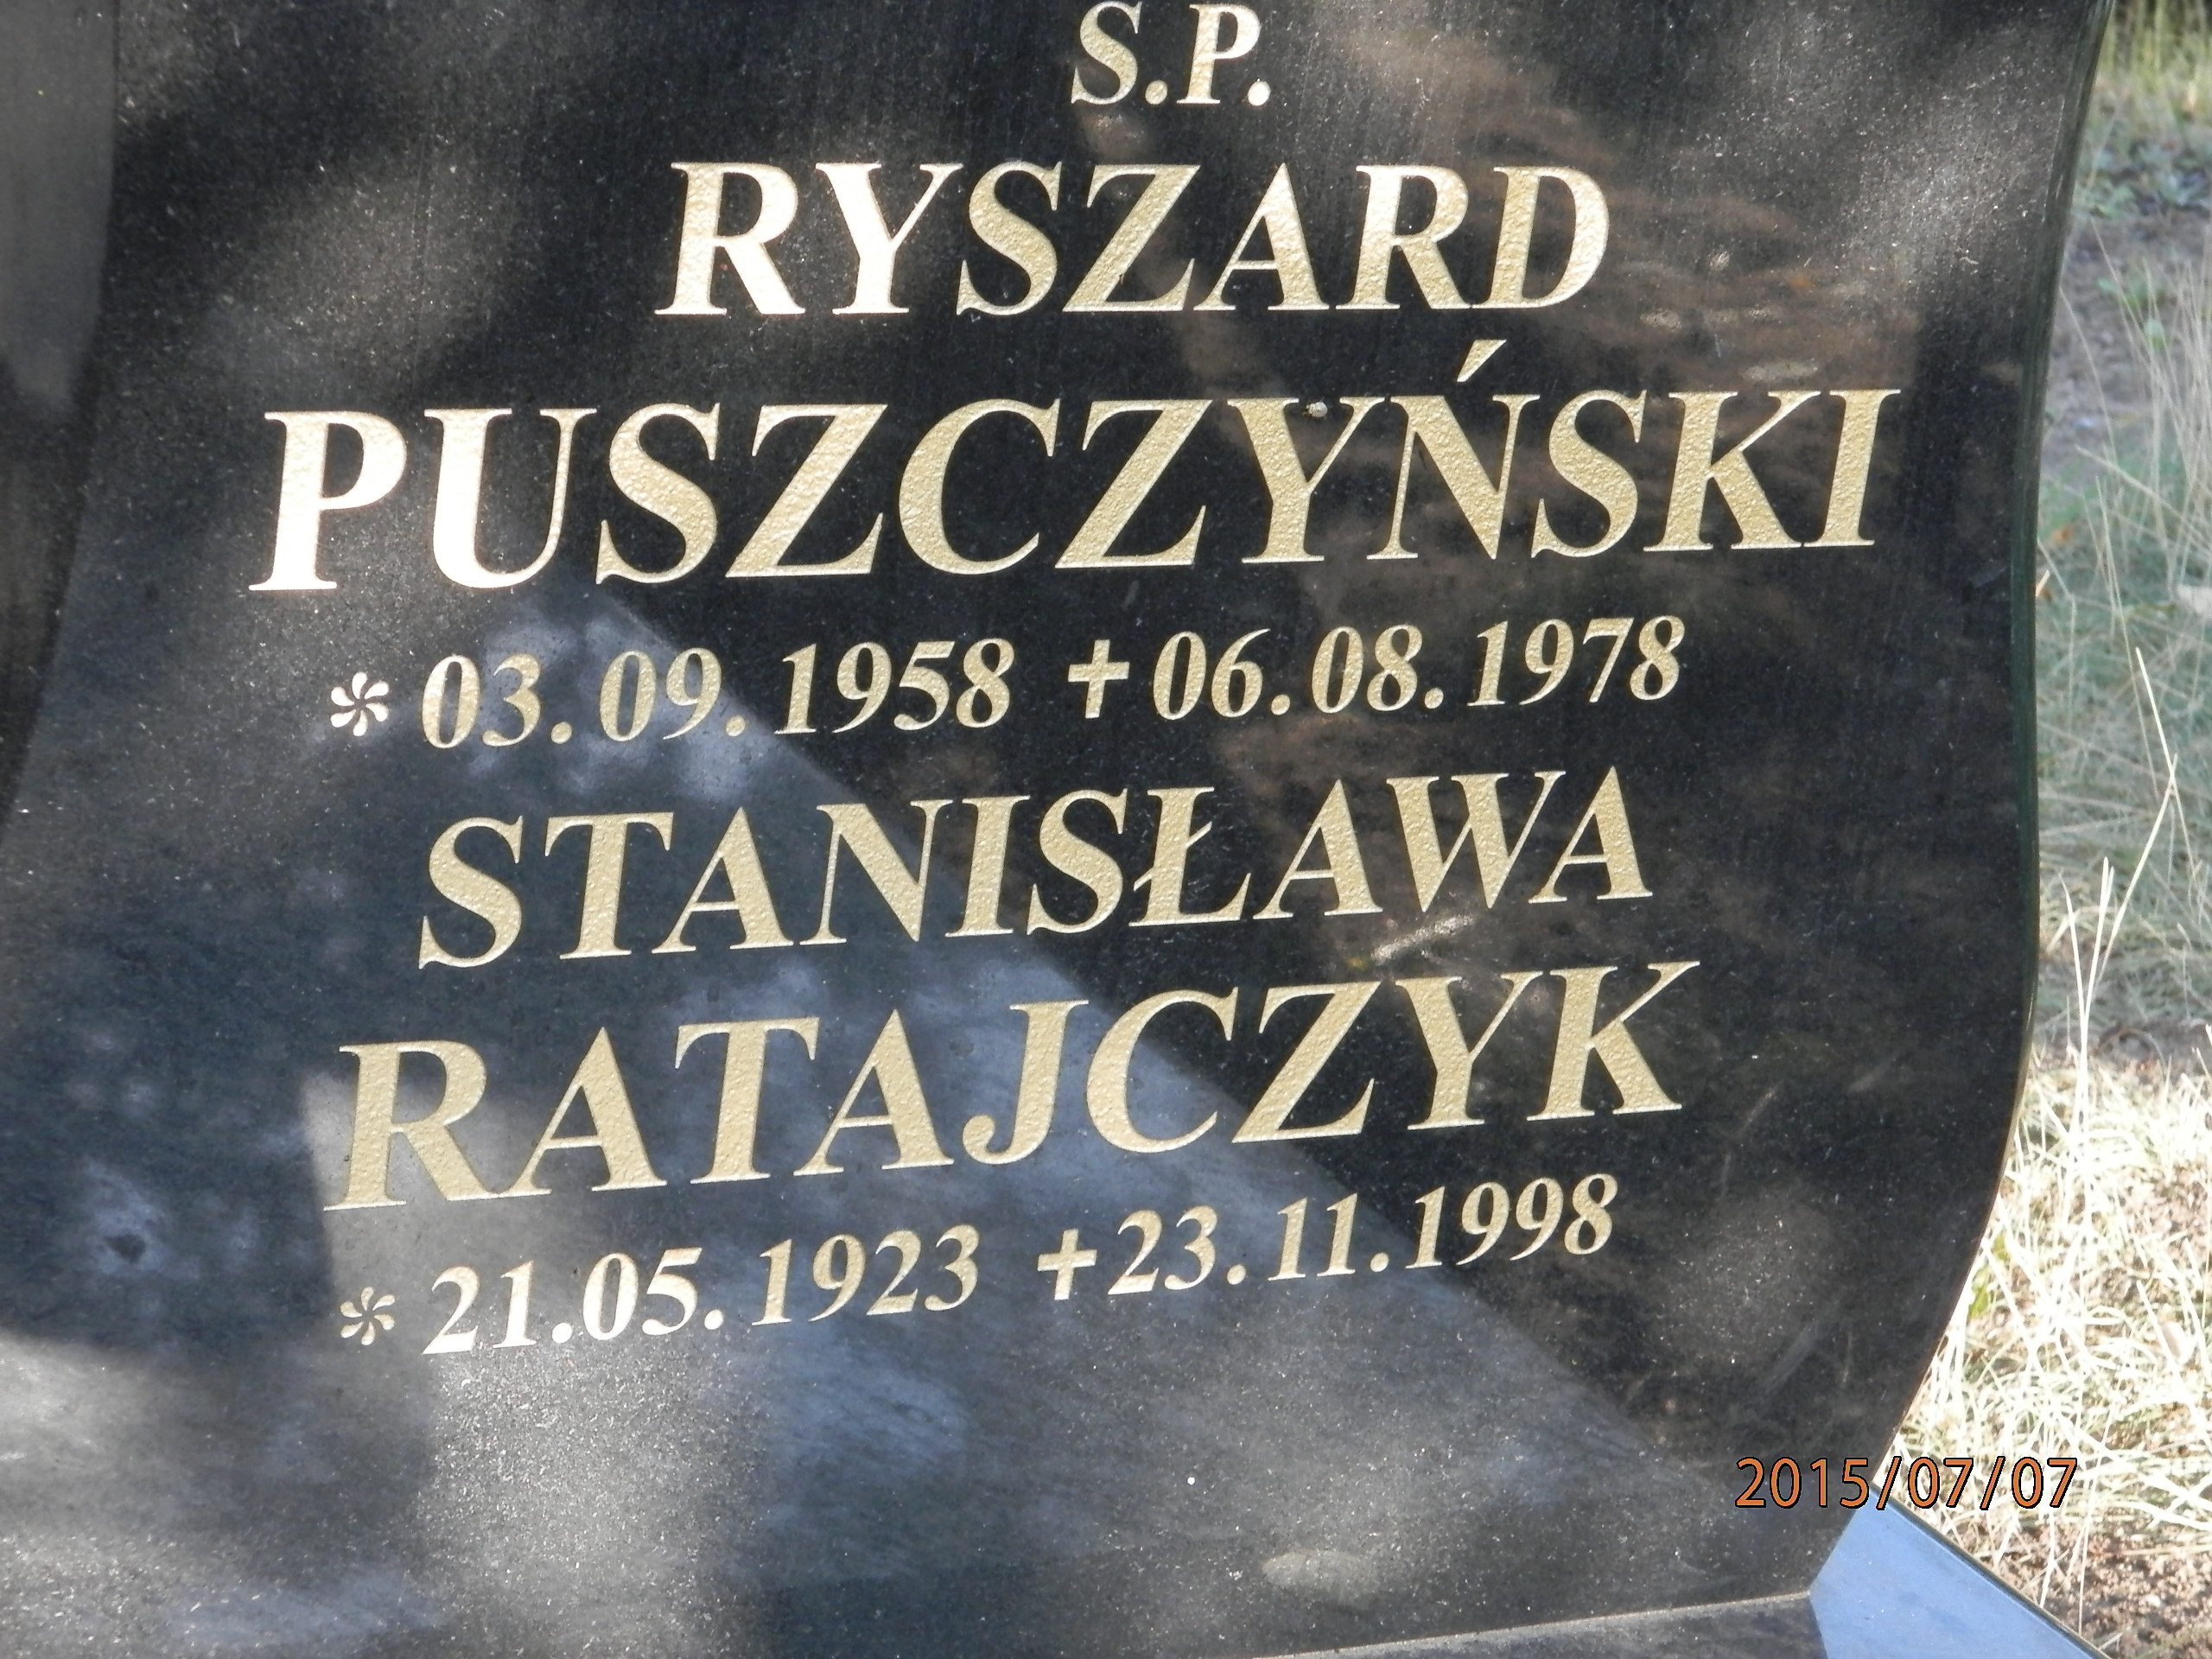 S.P.
RYSZARD
PUSZCZYŃSKI
* 03.09.1958 +06.08.1978
STANISŁAWA
RATAJCZYK
* 21.05.1923 +23.11.1998
2015/07/07